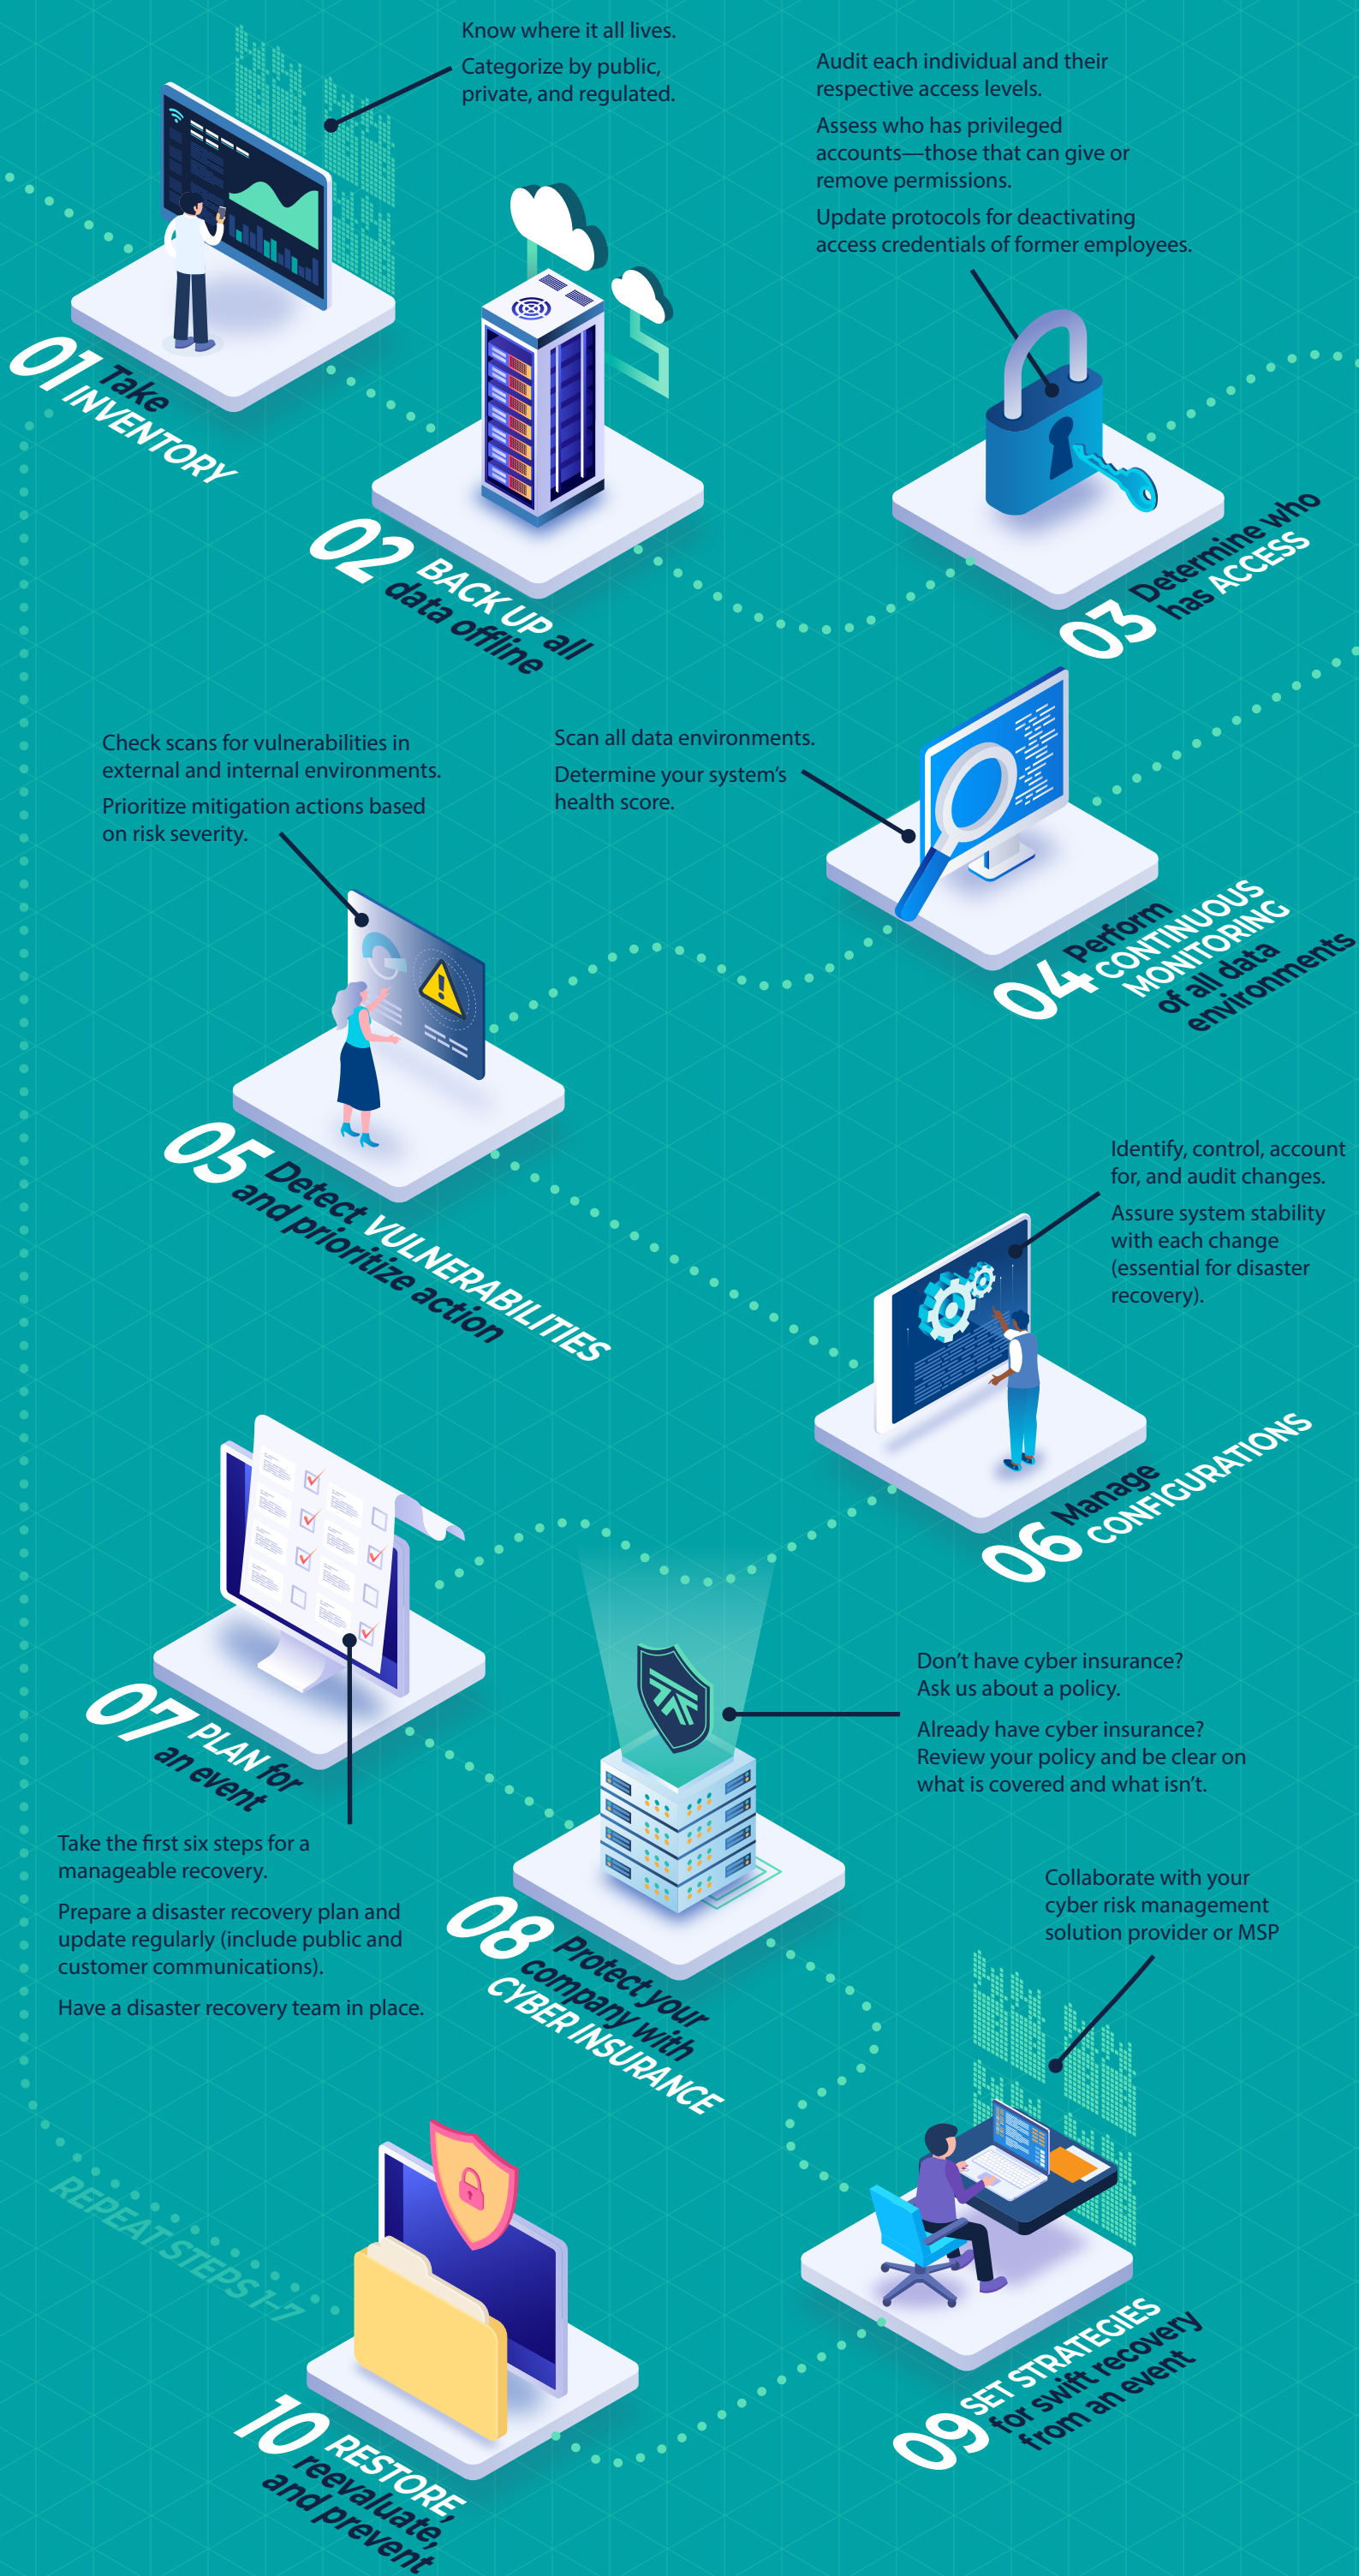 Know where it all lives.
Categorize by public,
private, and regulated.
01 Take
INVENTORY
02 BACK UP all
data offline
Audit each individual and their
respective access levels.
Assess who has privileged
accounts—those that can give or
remove permissions.
Update protocols for deactivating
access credentials of former employees.
03 Determine who
has ACCESS
Scan all data environments.
Determine your system’s
health score.
04 Perform
CONTINUOUS
MONITORING
of all data
environments
Check scans for vulnerabilities in
external and internal environments.
Prioritize mitigation actions based
on risk severity.
05 Detect VULNERABILITIES
and prioritize action
Identify, control, account
for, and audit changes.
Assure system stability
with each change
(essential for disaster
recovery).
06 Manage
CONFIGURATIONS
07 PLAN for
an event
Take the first six steps for a
manageable recovery.
Prepare a disaster recovery plan and
update regularly (include public and
customer communications).
Have a disaster recovery team in place.
Don’t have cyber insurance?
Ask us about a policy.
Already have cyber insurance?
Review your policy and be clear on
what is covered and what isn’t.
08 Protect your
company with
CYBER INSURANCE
Collaborate with your
cyber risk management
solution provider or MSP
09 SET STRATEGIES
for swift recovery
from an event
REPEAT STEPS 1-7
10 RESTORE,
reevaluate,
and prevent